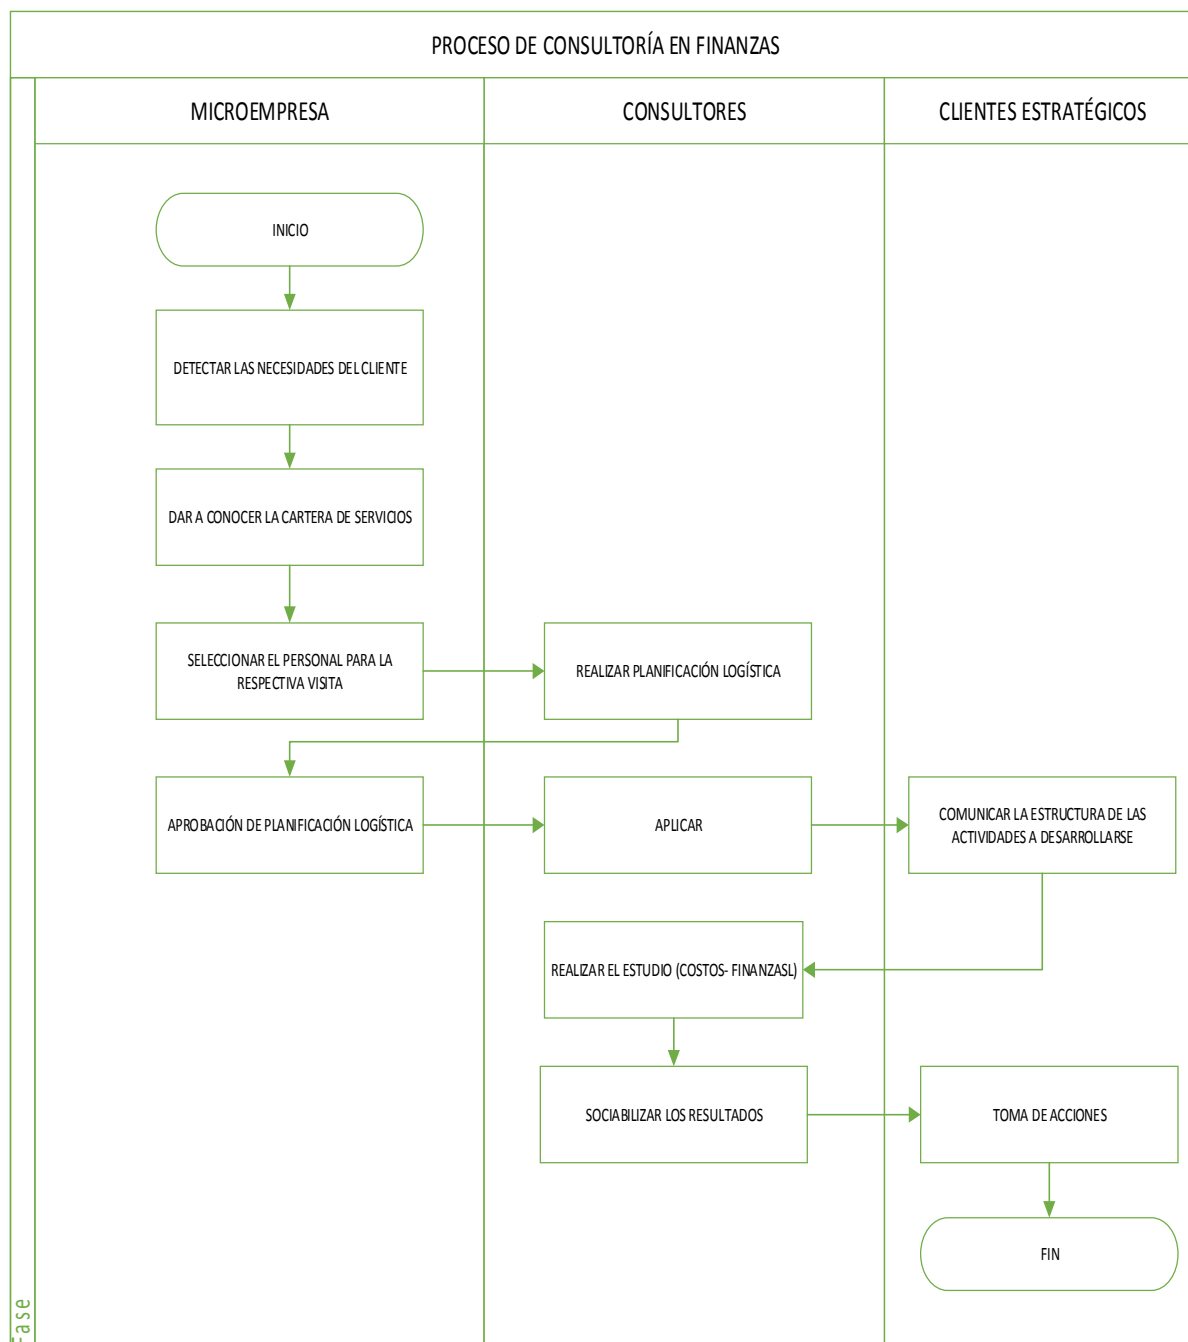 PROCESO DE CONSULTORÍA EN FINANZAS
MICROEMPRESA
CONSULTORES
CLIENTES ESTRATÉGICOS
INICIO
DETECTAR LAS NECESIDADES DEL CLIENTE
DAR A CONOCER LA CARTERA DE SERVICIOS
SELECCIONAR EL PERSONAL PARA LA
RESPECTIVA VISITA
REALIZAR PLANIFICACIÓN LOGÍSTICA
APROBACIÓN DE PLANIFICACIÓN LOGÍSTICA
APLICAR
COMUNICAR LA ESTRUCTURA DE LAS
ACTIVIDADES A DESARROLLARSE
REALIZAR EL ESTUDIO (COSTOS- FINANZASL)
SOCIABILIZAR LOS RESULTADOS
TOMA DE ACCIONES
FIN
Fase